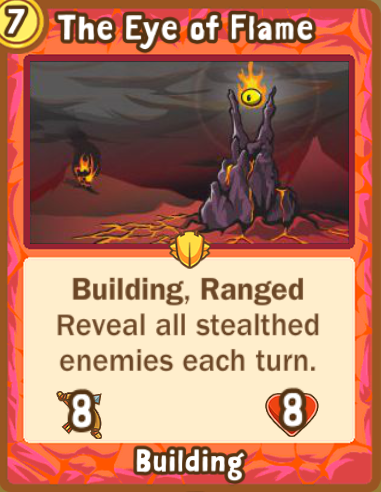 7
The Eye of Flame
Building, Ranged
Reveal all stealthed
enemies each turn.
8 8
Building